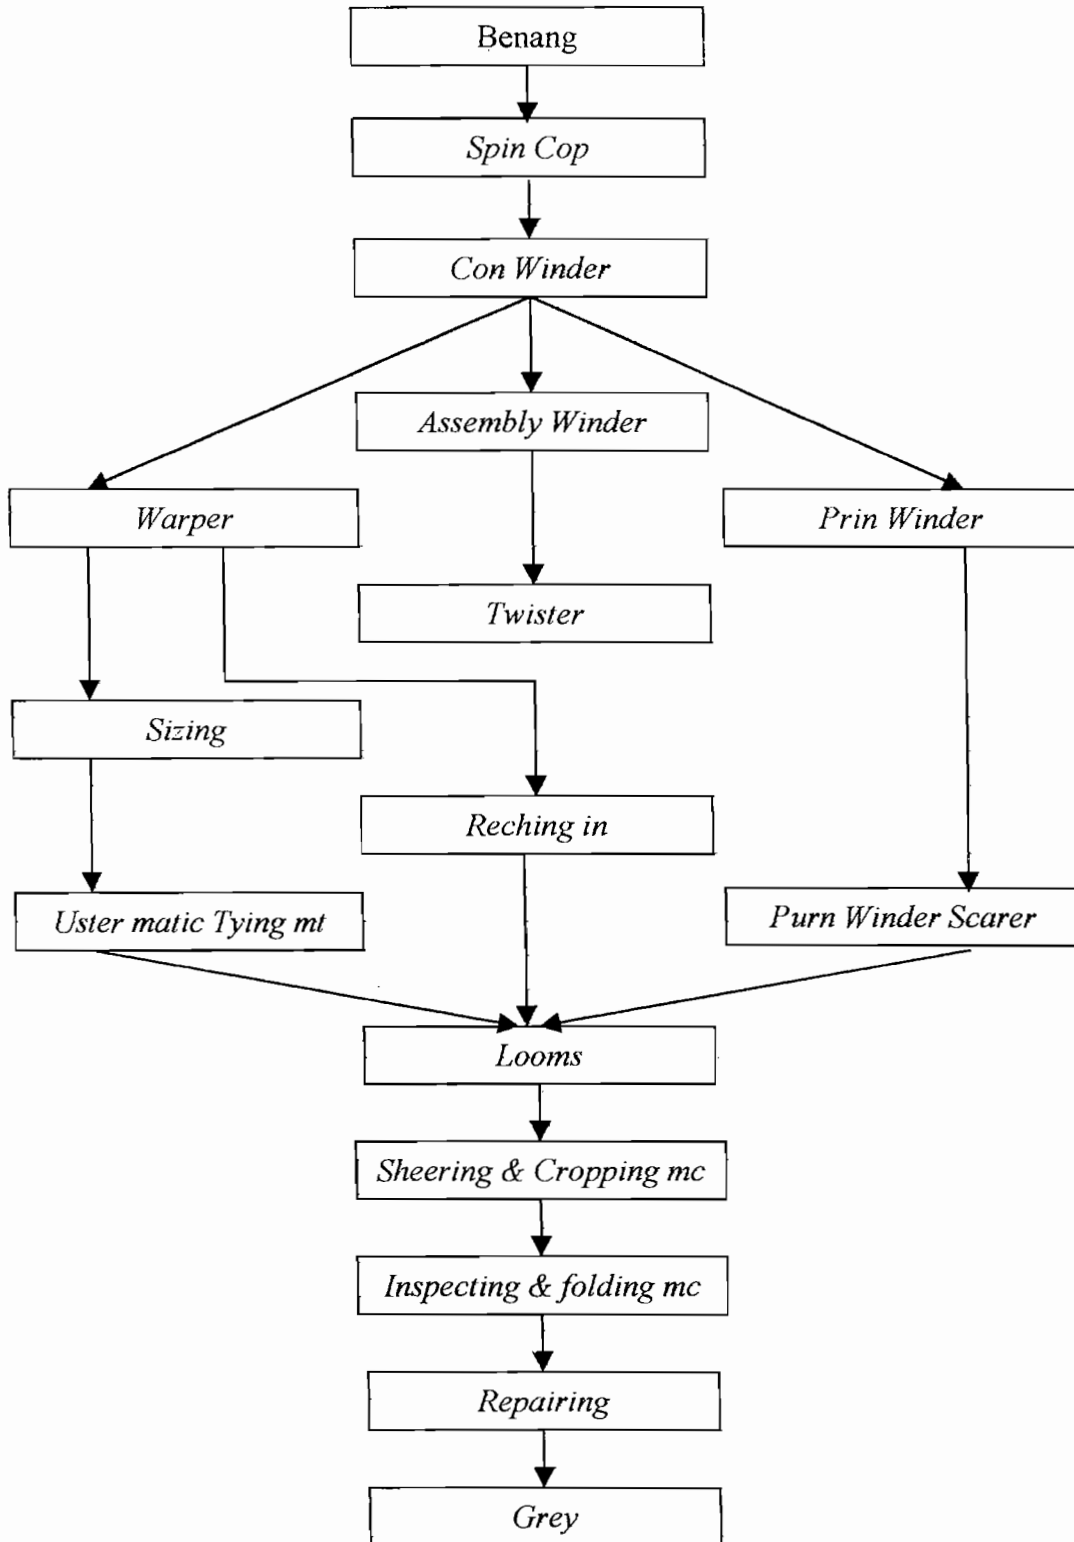 Benang
Spin Cop
Con Winder
Assembly Winder
Warper
Prin Winder
Twister
Sizing
Reching in
Uster matic Tying mt
Purn Winder Scarer
Looms
Sheering & Cropping mc
Inspecting & folding mc
Repairing
Grey